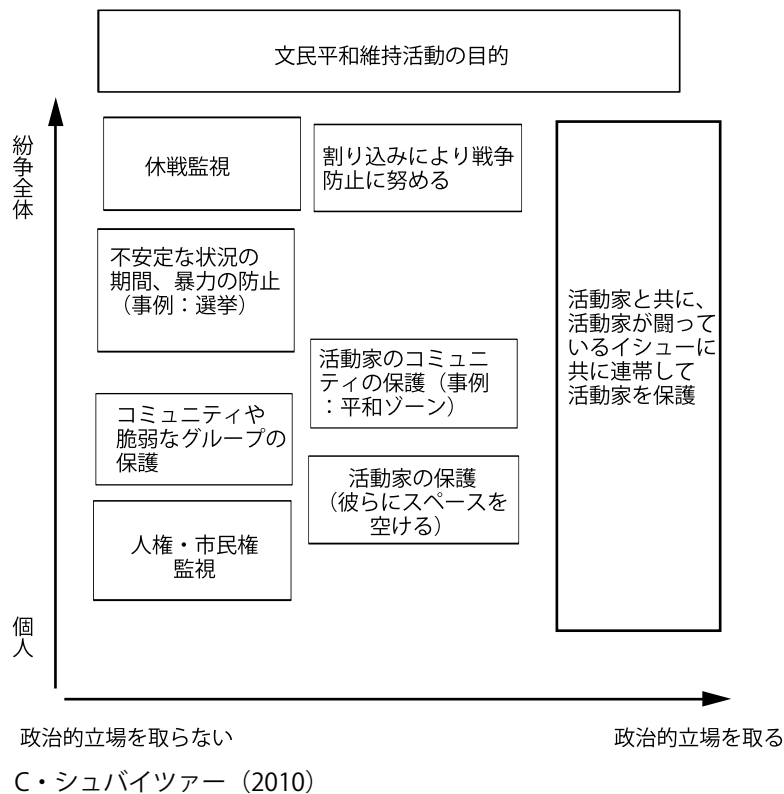 文民平和維持活動の目的
紛争全体
休戦監視
割り込みにより戦争
防止に努める
不安定な状況の
期間、暴力の防止
（事例：選挙）
活動家のコミュニ
ティの保護（事例
：平和ゾーン）
コミュニティや
脆弱なグループの
保護
活動家の保護
（彼らにスペースを
空ける）
人権・市民権
監視
活動家と共に、
活動家が闘って
いるイシューに
共に連帯して
活動家を保護
個人
政治的立場を取らない
政治的立場を取る
C・シュバイツァー（2010）